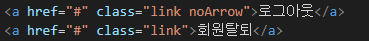 <a href="#" class="link noArrow">로그아웃</a>
<a href="#" class="link">회원탈퇴</a>